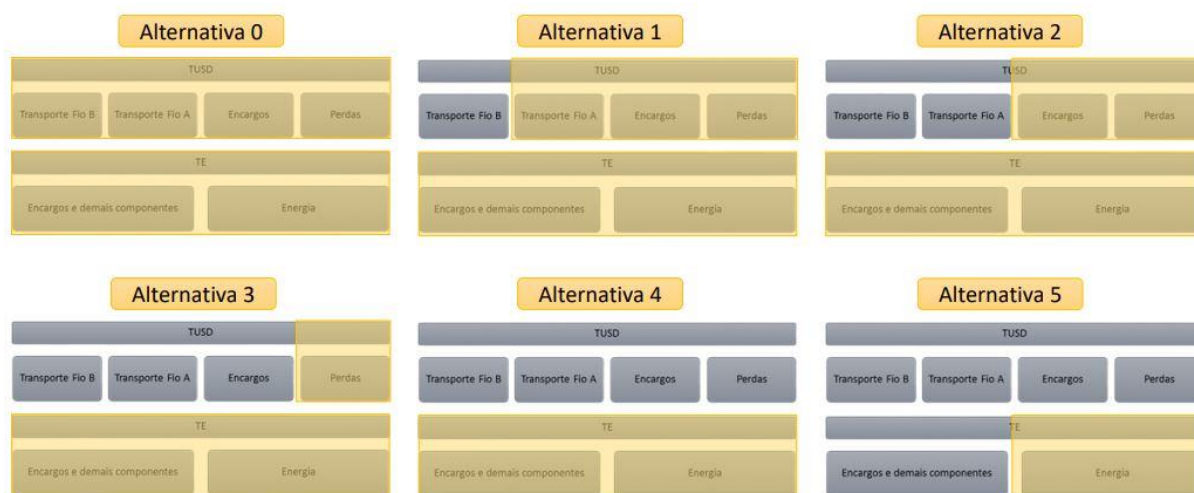 Alternativa 0
TUSD
Transporte Fio B Transporte Fio A Encargos Perdas
TE
Encargos e demais componentes Energia
Alternativa 1
TUSD
Transporte Fio B Transporte Fio A Encargos Perdas
TE
Encargos e demais componentes Energia
Alternativa 2
TUSD
Transporte Fio B Transporte Fio A Encargos Perdas
TE
Encargos e demais componentes Energia
Alternativa 3
TUSD
Transporte Fio B Transporte Fio A Encargos Perdas
TE
Encargos e demais componentes Energia
Alternativa 4
TUSD
Transporte Fio B Transporte Fio A Encargos Perdas
TE
Encargos e demais componentes Energia
Alternativa 5
TUSD
Transporte Fio B Transporte Fio A Encargos Perdas
TE
Encargos e demais componentes Energia